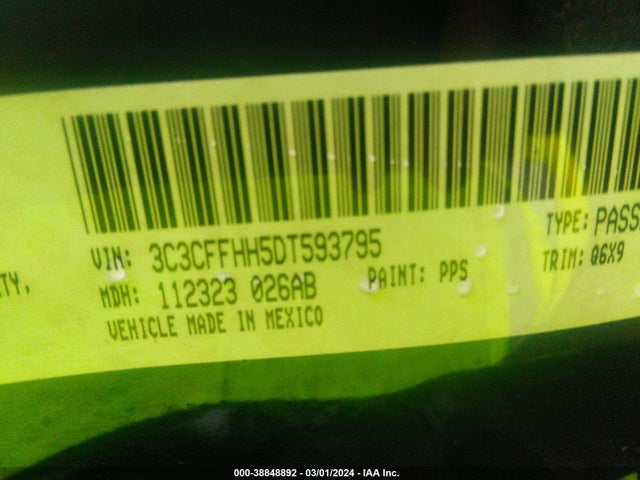 VIN: 3C3CFFHH5DT593795 TYPE: PASS
ITY, MDH: 112323 026AB PAINT: PPS TRIM: Q6X9
VEHICLE MADE IN MEXICO
000-38848892 - 03/01/2024 - IAA Inc.